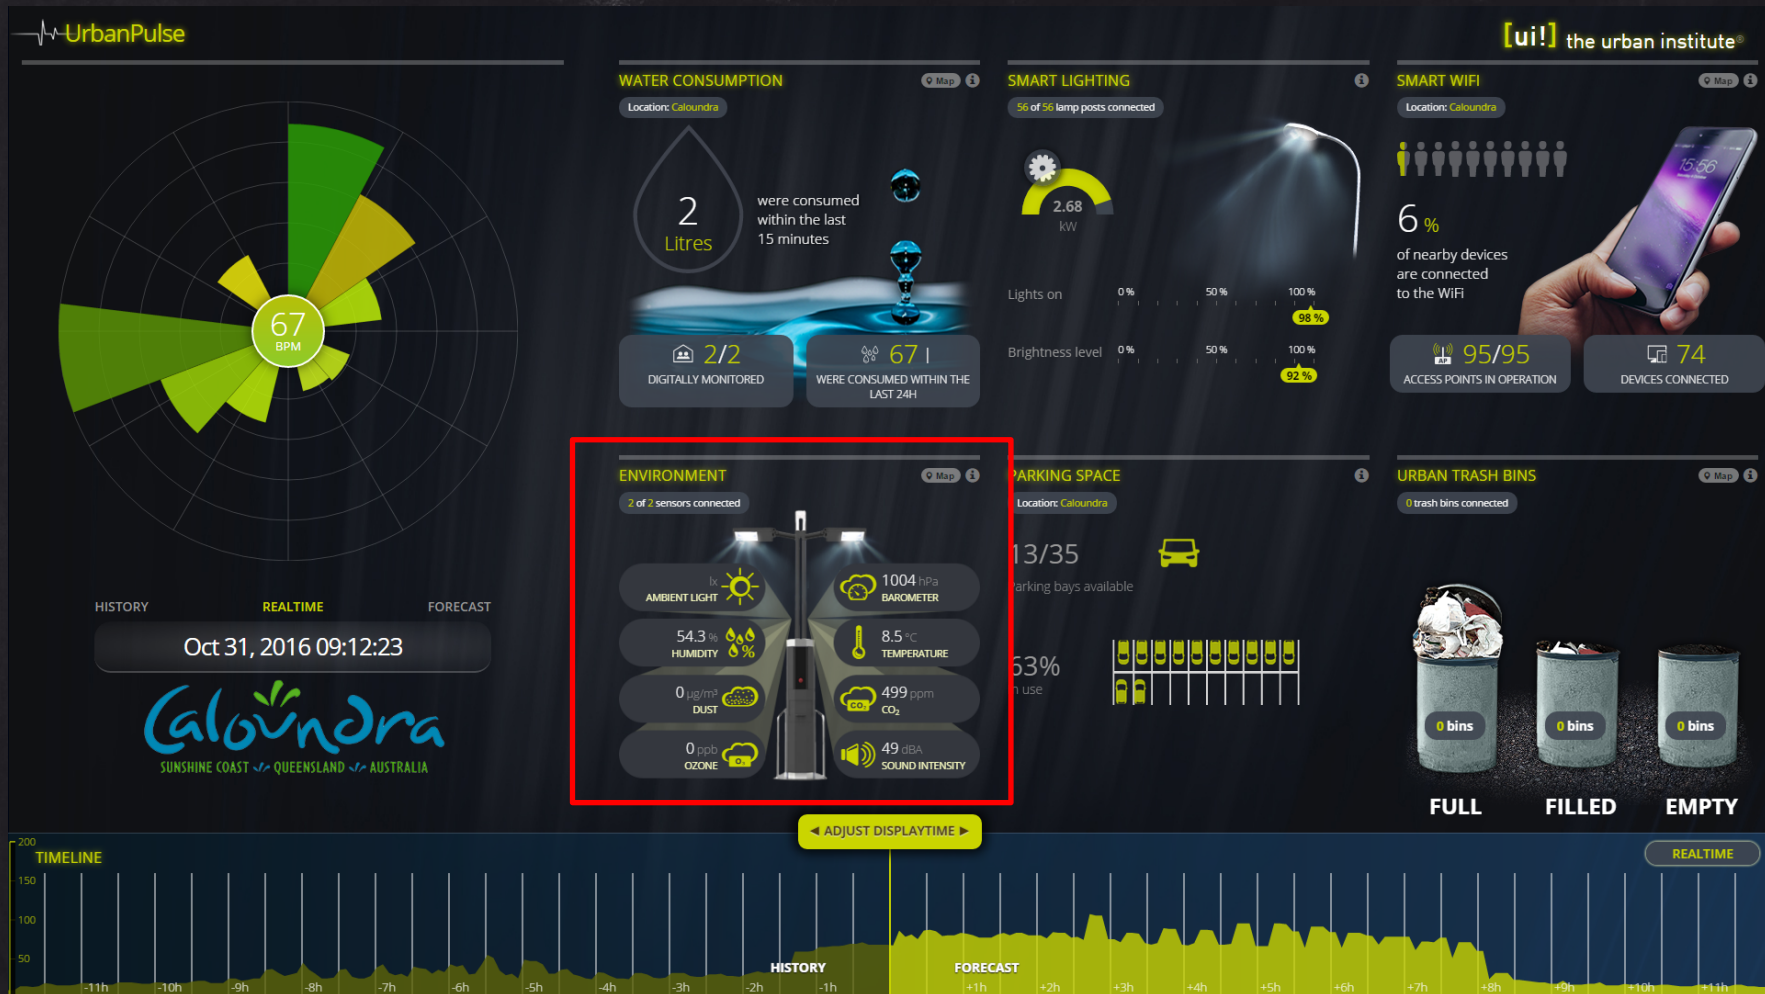 UrbanPulse
[ui!] the urban institute®
67
BPM
HISTORY
REALTIME
FORECAST
Oct 31, 2016 09:12:23
Caloundra
SUNSHINE COAST QUEENSLAND AUSTRALIA
WATER CONSUMPTION
Map
Location: Caloundra
2
Litres
were consumed
within the last
15 minutes
2/2
DIGITALLY MONITORED
67 l
WERE CONSUMED WITHIN THE
LAST 24H
SMART LIGHTING
56 of 56 lamp posts connected
2.68
kW
Lights on
0 % 50 % 100 %
98 %
Brightness level
0 % 50 % 100 %
92 %
SMART WIFI
Map
Location: Caloundra
15:56
6 %
of nearby devices
are connected
to the WiFi
AP
95/95
ACCESS POINTS IN OPERATION
74
DEVICES CONNECTED
ENVIRONMENT
Map
2 of 2 sensors connected
lx
AMBIENT LIGHT
1004 hPa
BAROMETER
54.3 %
HUMIDITY
%
8.5 °C
TEMPERATURE
0 µg/m³
DUST
499 ppm
CO₂
CO₂
0 ppb
OZONE
O₃
49 dBA
SOUND INTENSITY
PARKING SPACE
Location: Caloundra
13/35
Parking bays available
63%
in use
URBAN TRASH BINS
Map
0 trash bins connected
0 bins
0 bins
0 bins
FULL
FILLED
EMPTY
◄ ADJUST DISPLAYTIME ►
TIMELINE
REALTIME
200
150
100
50
HISTORY
FORECAST
-11h -10h -9h -8h -7h -6h -5h -4h -3h -2h -1h +1h +2h +3h +4h +5h +6h +7h +8h +9h +10h +11h